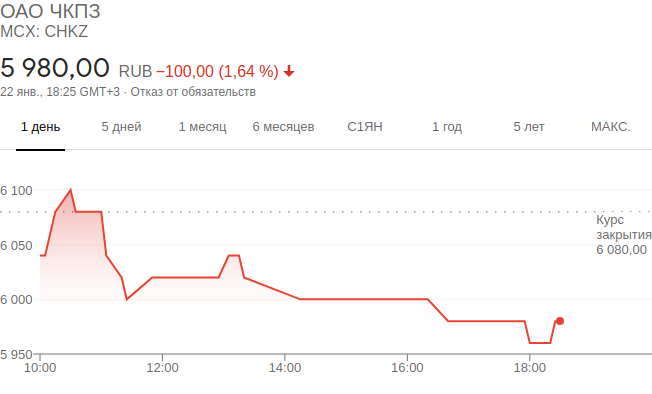 ОАО ЧКПЗ
MCX: CHKZ
5 980,00 RUB −100,00 (1,64 %)
22 янв., 18:25 GMT+3 · Отказ от обязательств
1 день 5 дней 1 месяц 6 месяцев С1ЯН 1 год 5 лет МАКС.
6 100
Курс
закрытия
6 080,00
6 050
6 000
5 950
10:00 12:00 14:00 16:00 18:00